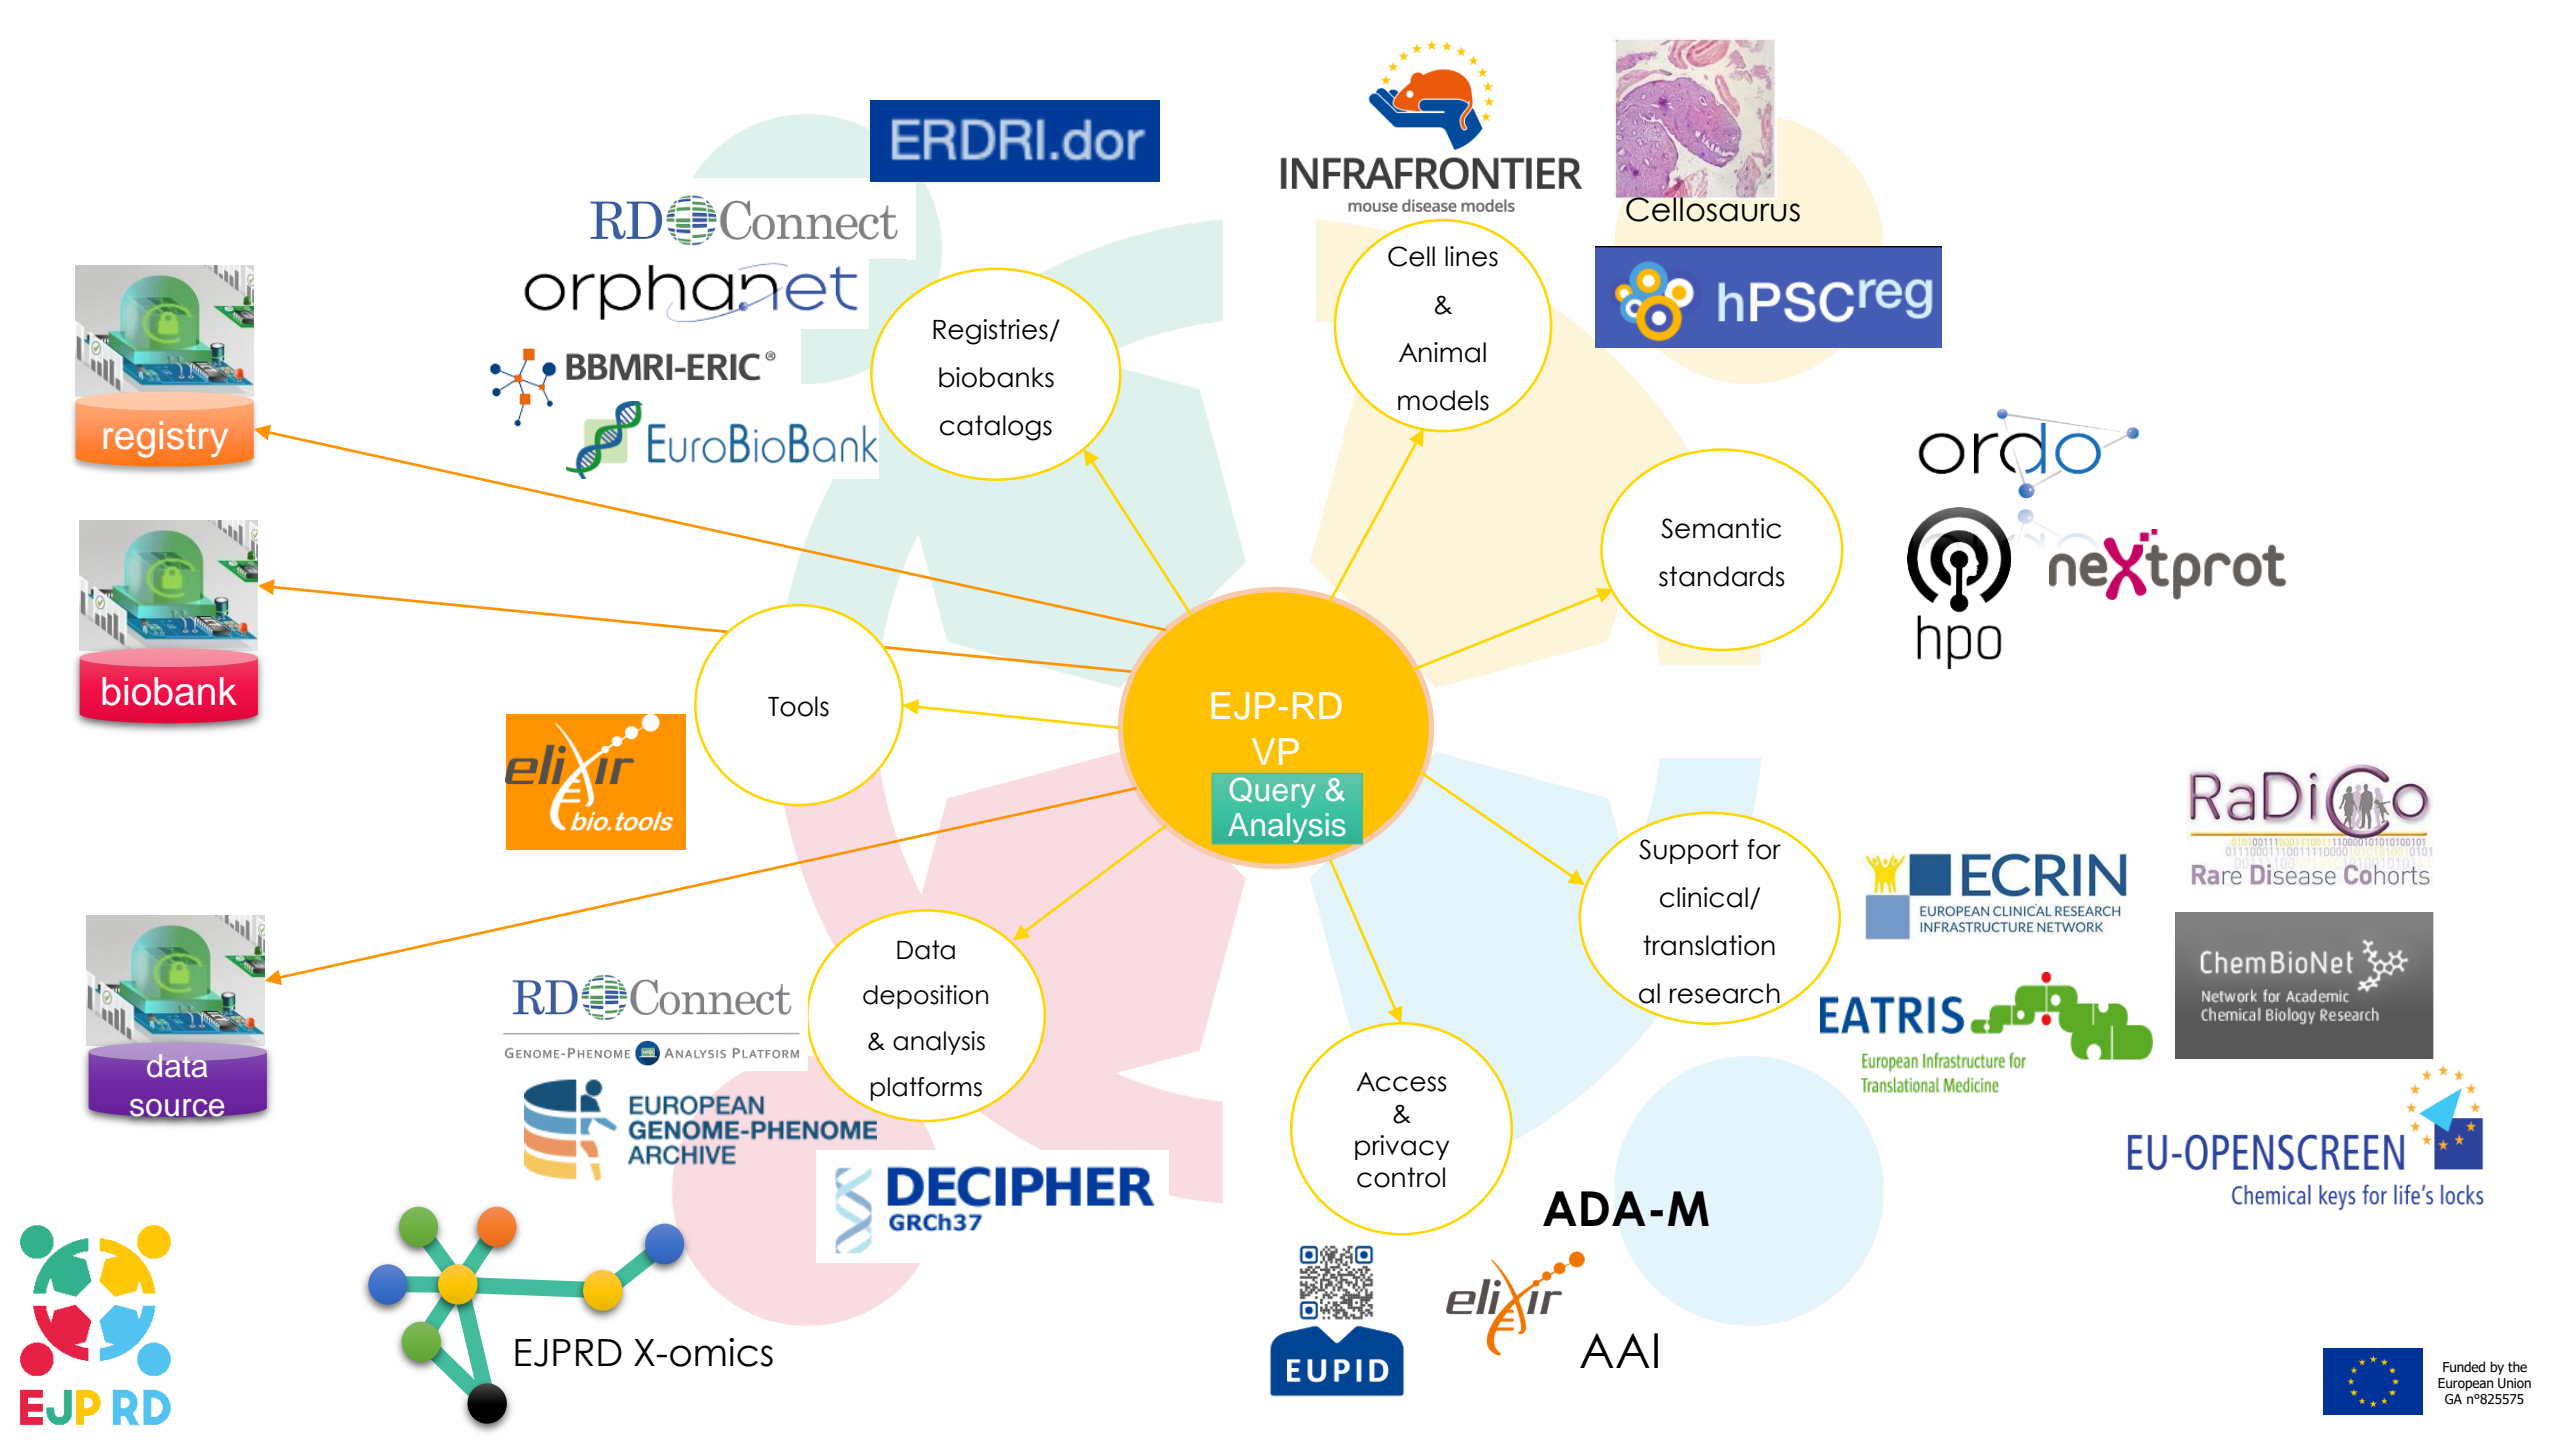 ERDRI.dor
RD Connect
orphanet
BBMRI-ERIC®
EuroBioBank
Registries/
biobanks
catalogs
INFRAFRONTIER
mouse disease models
Cellosaurus
hPSCreg
Cell lines
&
Animal
models
ordo
hpo
neXtprot
Semantic
standards
registry
biobank
data
source
Tools
elixir
bio.tools
EJP-RD
VP
Query &
Analysis
Support for
clinical/
translation
al research
RaDiCo
Rare Disease Cohorts
ECRIN
EUROPEAN CLINICAL RESEARCH
INFRASTRUCTURE NETWORK
ChemBioNet
Network for Academic
Chemical Biology Research
EATRIS
European Infrastructure for
Translational Medicine
EU-OPENSCREEN
Chemical keys for life's locks
Data
deposition
& analysis
platforms
RD Connect
GENOME-PHENOME ANALYSIS PLATFORM
EUROPEAN
GENOME-PHENOME
ARCHIVE
DECIPHER
GRCh37
Access
&
privacy
control
ADA-M
EUPID
elixir
AAI
EJPRD X-omics
EJP RD
Funded by the
European Union
GA n°825575